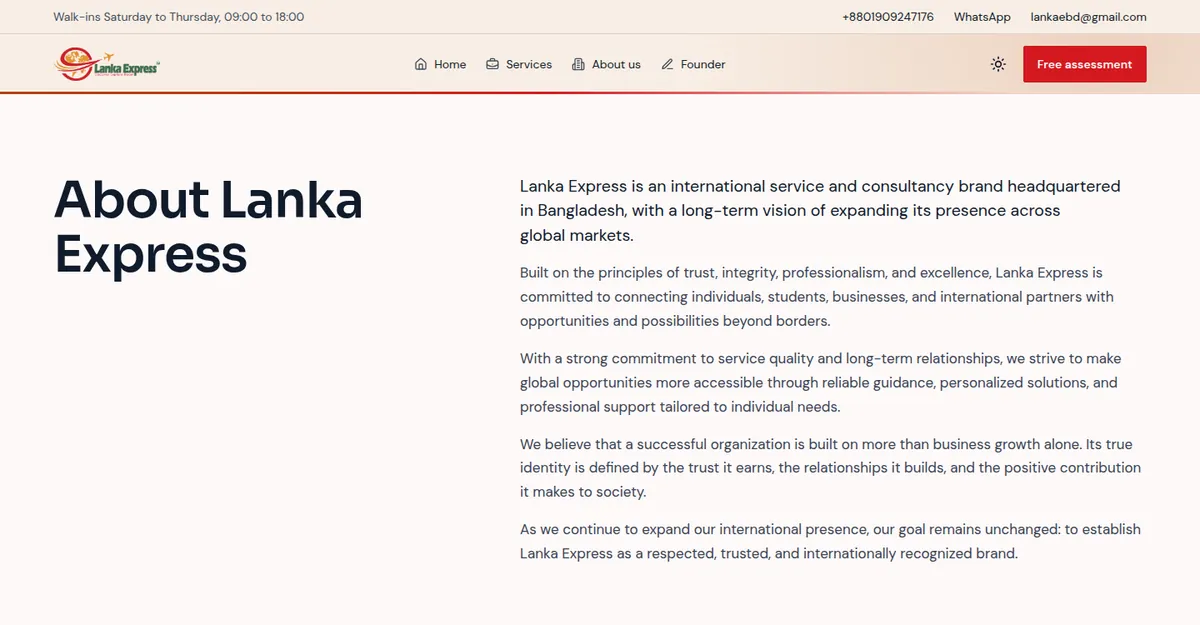 Walk-ins Saturday to Thursday, 09:00 to 18:00
+8801909247176
WhatsApp
lankaebd@gmail.com
Lanka Express
Home
Services
About us
Founder
Free assessment
About Lanka
Express
Lanka Express is an international service and consultancy brand headquartered
in Bangladesh, with a long-term vision of expanding its presence across
global markets.
Built on the principles of trust, integrity, professionalism, and excellence, Lanka Express is
committed to connecting individuals, students, businesses, and international partners with
opportunities and possibilities beyond borders.
With a strong commitment to service quality and long-term relationships, we strive to make
global opportunities more accessible through reliable guidance, personalized solutions, and
professional support tailored to individual needs.
We believe that a successful organization is built on more than business growth alone. Its true
identity is defined by the trust it earns, the relationships it builds, and the positive contribution
it makes to society.
As we continue to expand our international presence, our goal remains unchanged: to establish
Lanka Express as a respected, trusted, and internationally recognized brand.